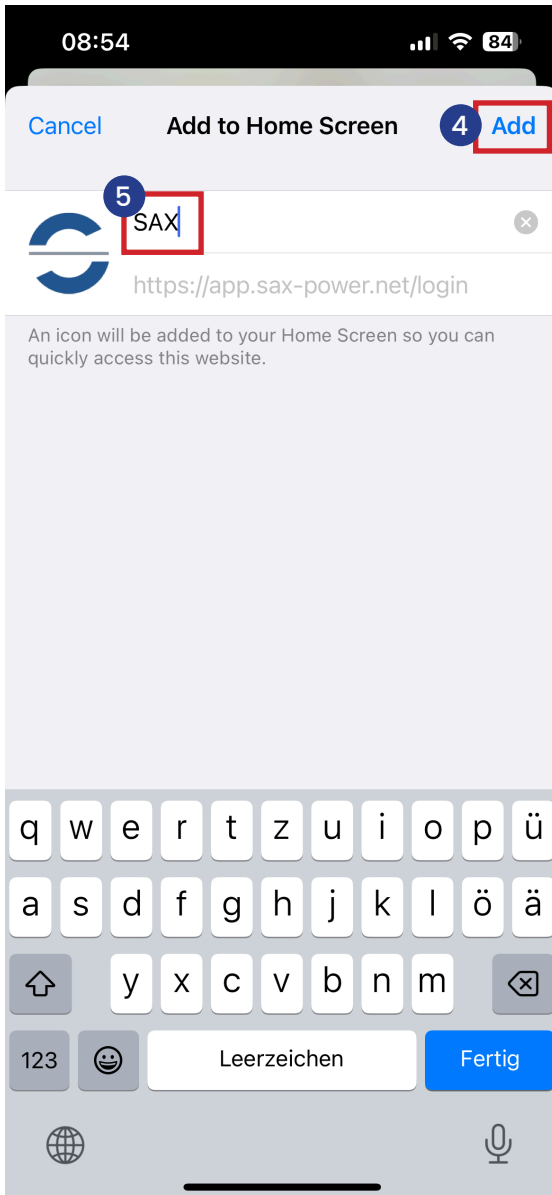 08:54 84
Cancel Add to Home Screen 4 Add
5
SAX
https://app.sax-power.net/login
An icon will be added to your Home Screen so you can
quickly access this website.
q w e r t z u i o p ü
a s d f g h j k l ö ä
y x c v b n m
123 Leerzeichen Fertig